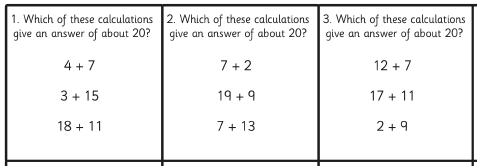 1. Which of these calculations
give an answer of about 20?
4 + 7
3 + 15
18 + 11
2. Which of these calculations
give an answer of about 20?
7 + 2
19 + 9
7 + 13
3. Which of these calculations
give an answer of about 20?
12 + 7
17 + 11
2 + 9